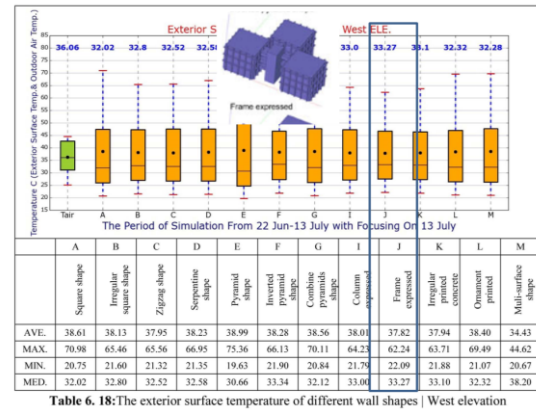 Exterior S
West ELE.
36.06 32.02 32.8 32.52 32.58 33.0 33.27 33.1 32.32 32.28
Frame expressed
Temperature C (Exterior Surface Temp.& Outdoor Air Temp.)
85
80
75
70
65
60
55
50
45
40
35
30
25
20
15
Tair A B C D E F G I J K L M
The Period of Simulation From 22 Jun-13 July with Focusing On 13 July
A B C D E F G I J K L M
Square shape
Irregular square shape
Zigzag shape
Serpentine shape
Pyramid shape
Inverted pyramid shape
Combine pyramids shape
Column expressed
Frame expressed
Irregular printed concrete
Ornament printed
Muli-surface shape
AVE. 38.61 38.13 37.95 38.23 38.99 38.28 38.56 38.01 37.82 37.94 38.40 34.43
MAX. 70.98 65.46 65.56 66.95 75.36 66.13 70.11 64.23 62.24 63.71 69.49 44.62
MIN. 20.75 21.60 21.32 21.35 19.63 21.90 20.84 21.79 22.09 21.88 21.07 20.67
MED. 32.02 32.80 32.52 32.58 30.66 33.34 32.12 33.00 33.27 33.10 32.32 38.20
Table 6. 18:The exterior surface temperature of different wall shapes | West elevation